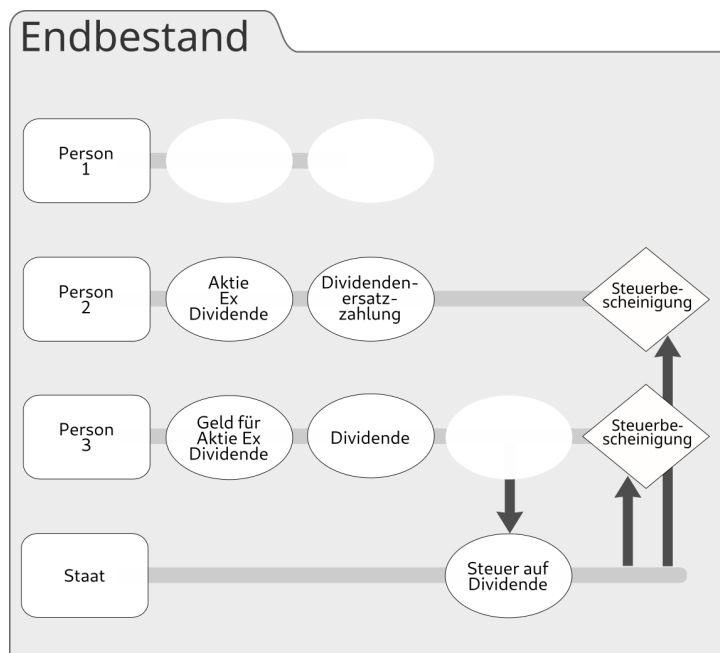 Endbestand
Person
1
Person
2
Aktie
Ex
Dividende
Dividenden-
ersatz-
zahlung
Steuerbe-
scheinigung
Person
3
Geld für
Aktie Ex
Dividende
Dividende
Steuerbe-
scheinigung
Staat
Steuer auf
Dividende